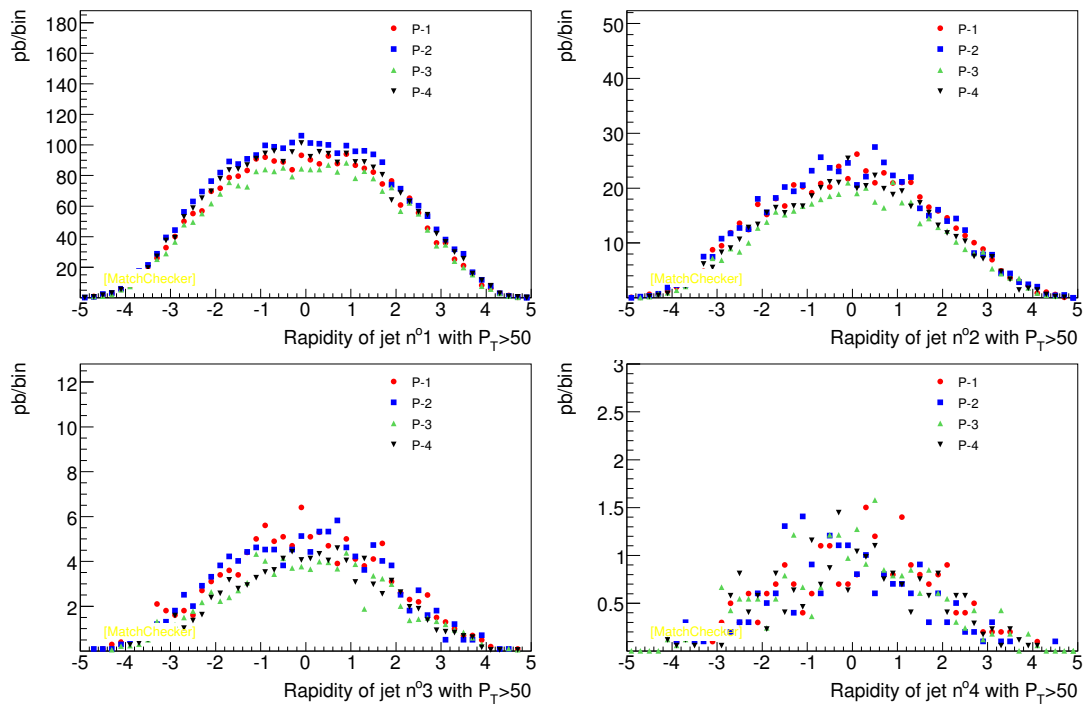 pb/bin
180
160
140
120
100
80
60
40
20
P-1
P-2
P-3
P-4
[MatchChecker]
-5 -4 -3 -2 -1 0 1 2 3 4 5
Rapidity of jet nº1 with P_T>50
pb/bin
50
40
30
20
10
P-1
P-2
P-3
P-4
[MatchChecker]
-5 -4 -3 -2 -1 0 1 2 3 4 5
Rapidity of jet nº2 with P_T>50
pb/bin
12
10
8
6
4
2
P-1
P-2
P-3
P-4
[MatchChecker]
-5 -4 -3 -2 -1 0 1 2 3 4 5
Rapidity of jet nº3 with P_T>50
pb/bin
3
2.5
2
1.5
1
0.5
P-1
P-2
P-3
P-4
[MatchChecker]
-5 -4 -3 -2 -1 0 1 2 3 4 5
Rapidity of jet nº4 with P_T>50